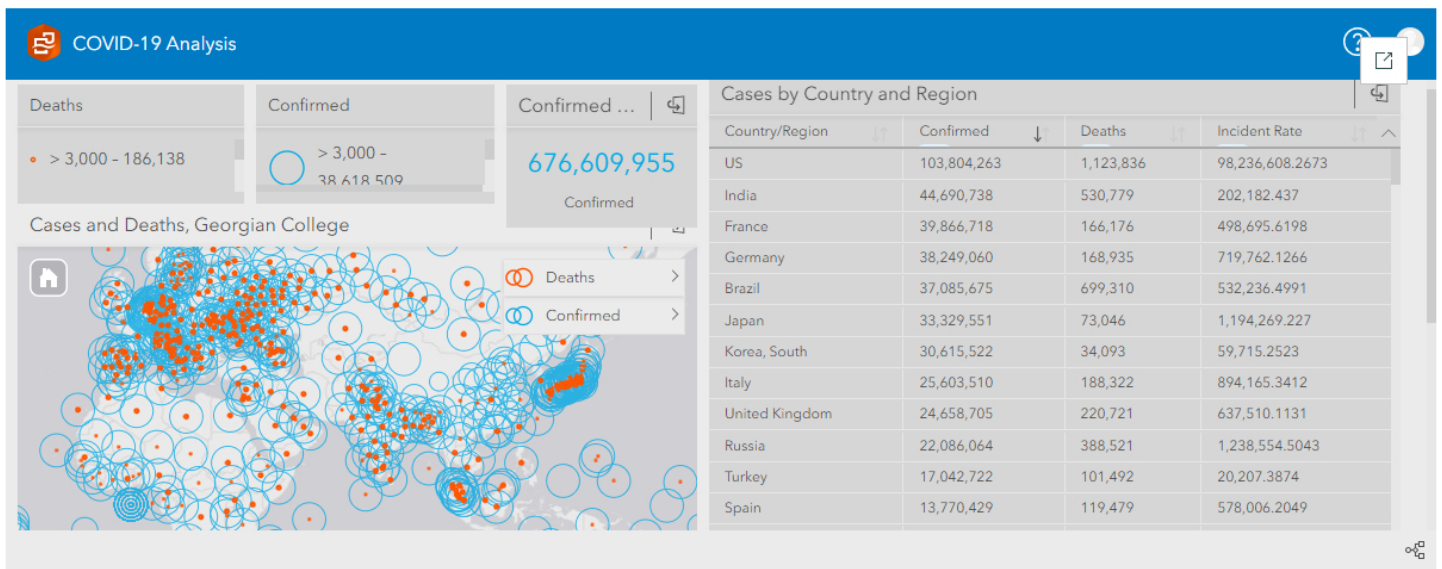 COVID-19 Analysis
Deaths
> 3,000 - 186,138
Confirmed
> 3,000 -
38,618,509
Confirmed ...
676,609,955
Confirmed
Cases and Deaths, Georgian College
Deaths
Confirmed
Cases by Country and Region
Country/Region Confirmed Deaths Incident Rate
US 103,804,263 1,123,836 98,236,608.2673
India 44,690,738 530,779 202,182.437
France 39,866,718 166,176 498,695.6198
Germany 38,249,060 168,935 719,762.1266
Brazil 37,085,675 699,310 532,236.4991
Japan 33,329,551 73,046 1,194,269.227
Korea, South 30,615,522 34,093 59,715.2523
Italy 25,603,510 188,322 894,165.3412
United Kingdom 24,658,705 220,721 637,510.1131
Russia 22,086,064 388,521 1,238,554.5043
Turkey 17,042,722 101,492 20,207.3874
Spain 13,770,429 119,479 578,006.2049